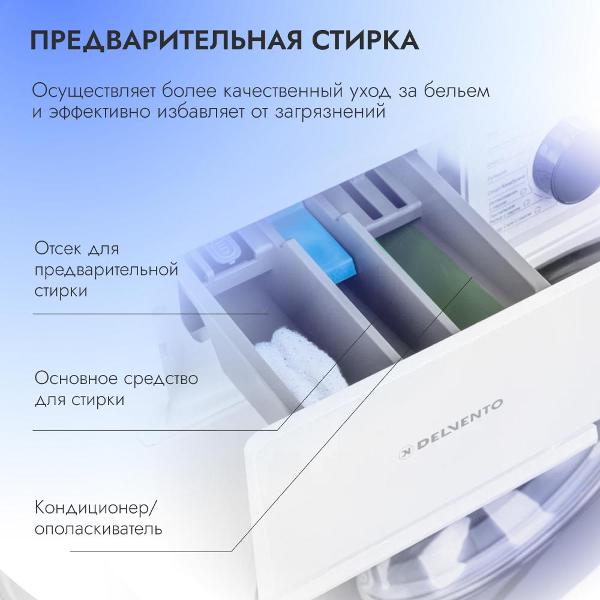 ПРЕДВАРИТЕЛЬНАЯ СТИРКА
Осуществляет более качественный уход за бельем
и эффективно избавляет от загрязнений
Отсек для
предварительной
стирки
Основное средство
для стирки
Кондиционер/
ополаскиватель
DELVENTO